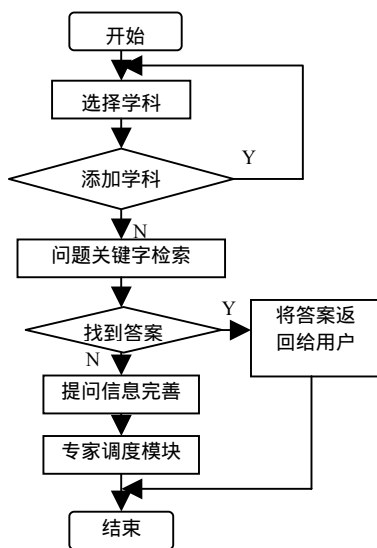 开始
选择学科
Y
添加学科
N
问题关键字检索
Y
找到答案
将答案返
回给用户
N
提问信息完善
专家调度模块
结束